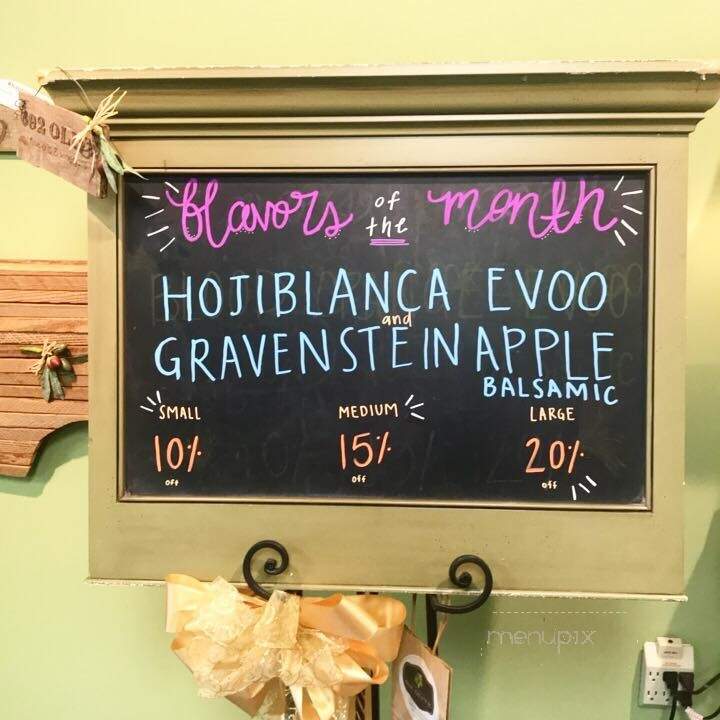 flavors of the month
HOJIBLANCA EVOO
and
GRAVENSTEIN APPLE
BALSAMIC
SMALL MEDIUM LARGE
10% 15% 20%
off off off
menupix